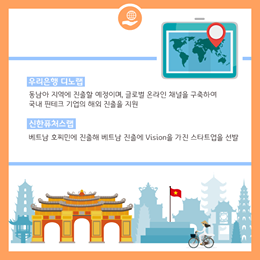 우리은행 디노랩
동남아 지역에 진출할 예정이며, 글로벌 온라인 채널을 구축하여
국내 핀테크 기업의 해외 진출을 지원
신한퓨처스랩
베트남 호찌민에 진출해 베트남 진출에 Vision을 가진 스타트업을 선발